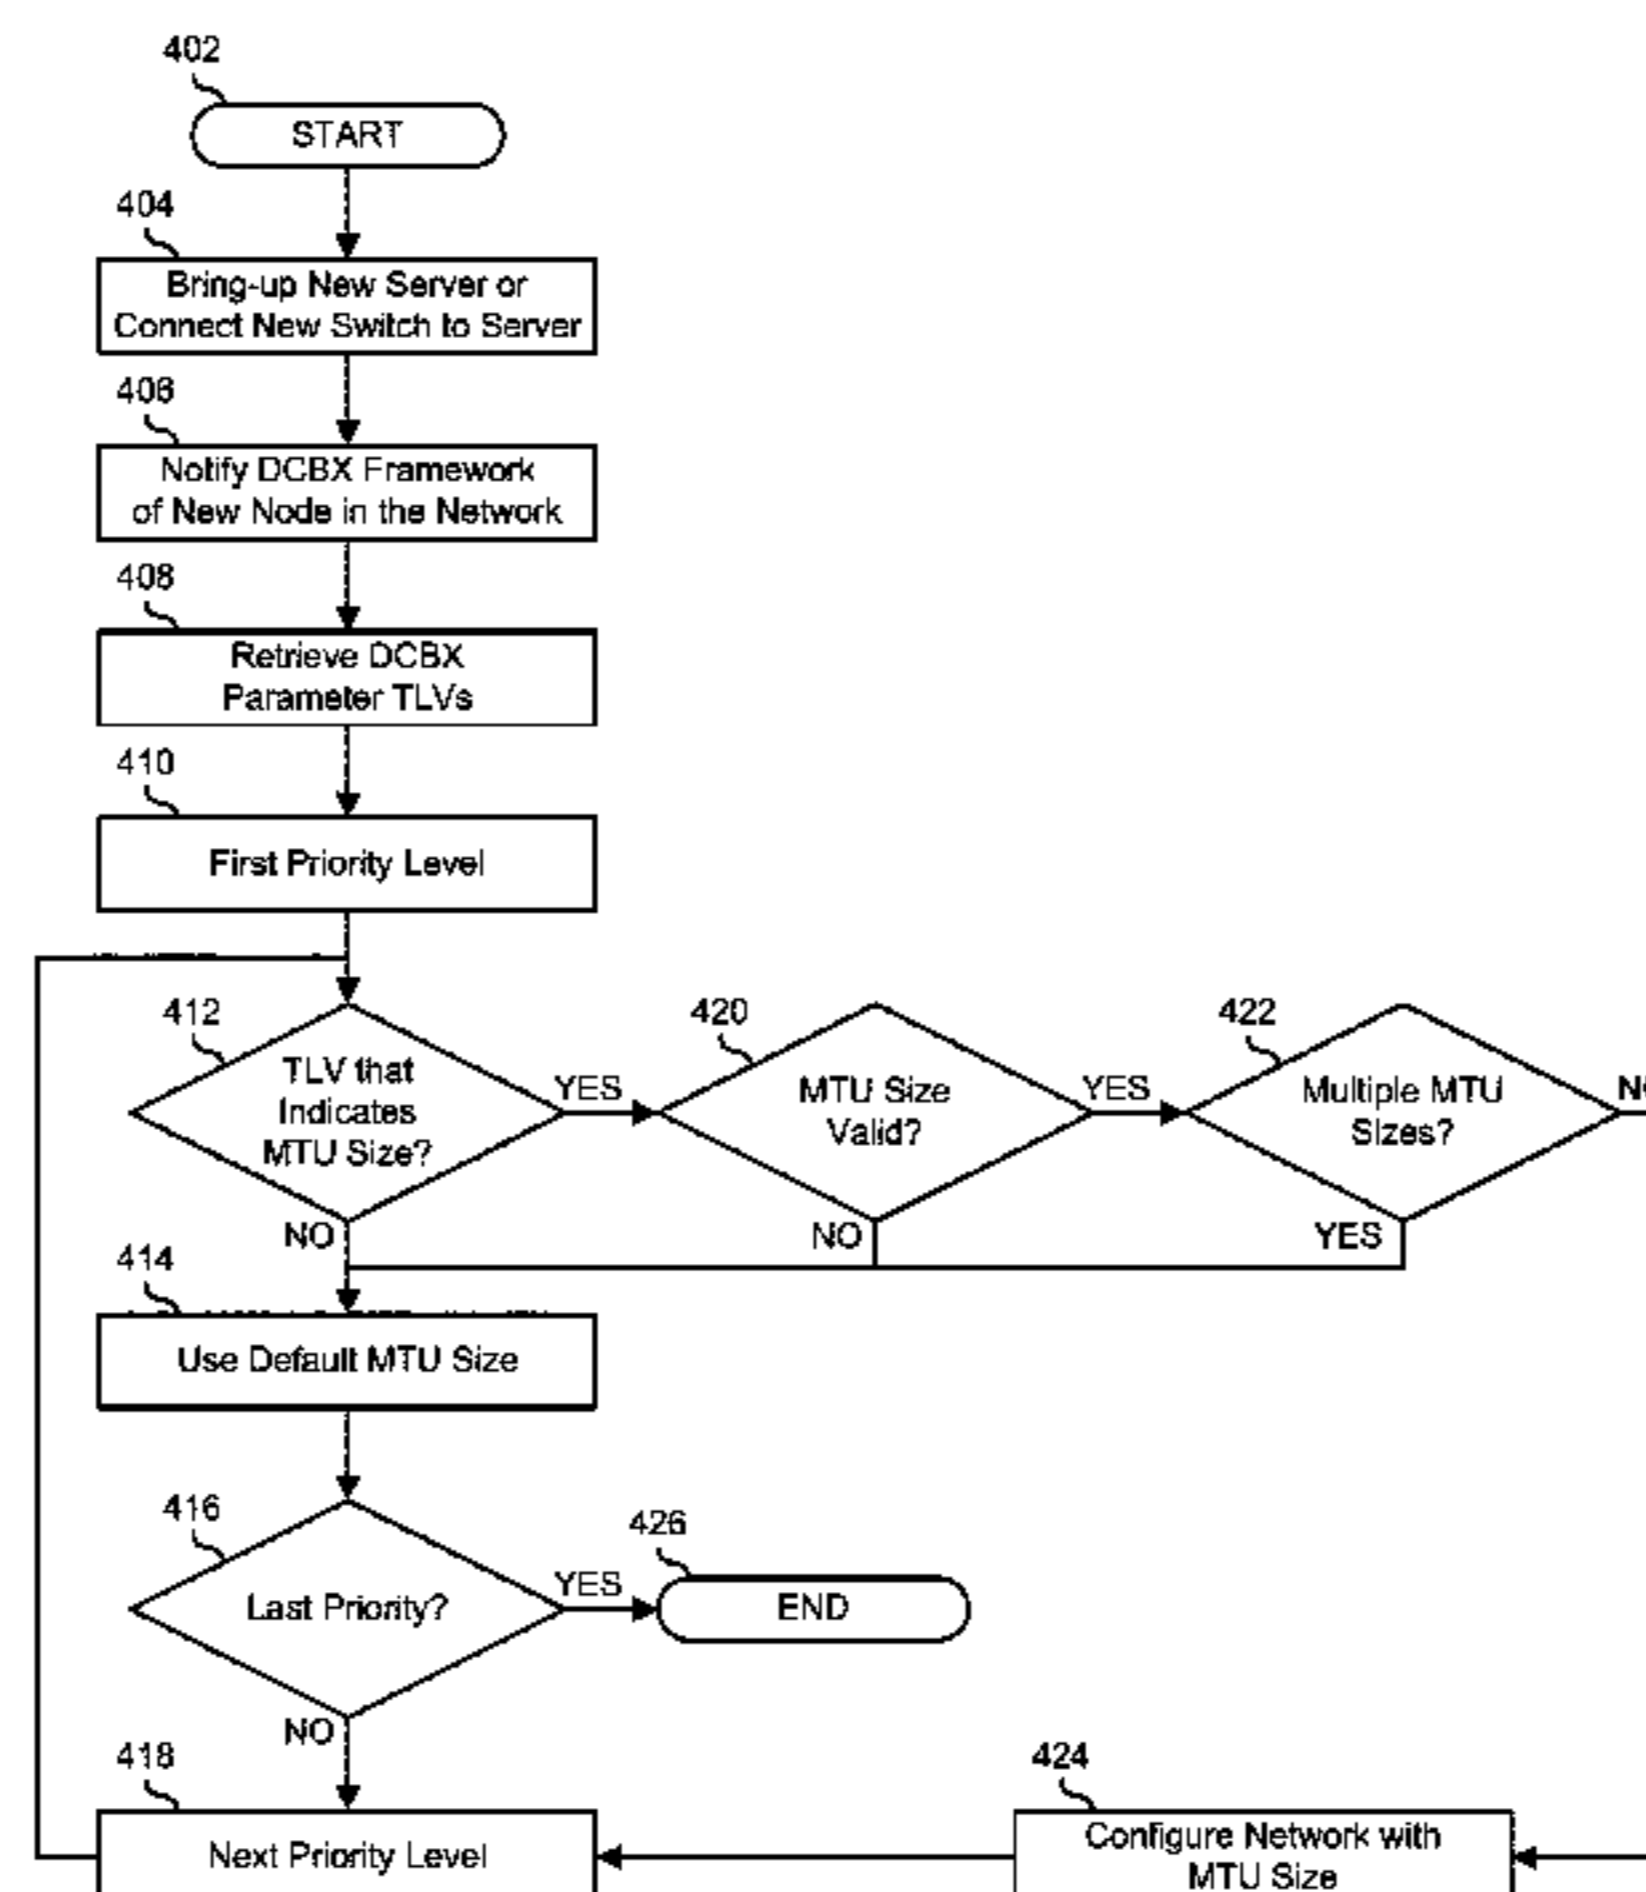 402
START
404
Bring-up New Server or
Connect New Switch to Server
406
Notify DCBX Framework
of New Node in the Network
408
Retrieve DCBX
Parameter TLVs
410
First Priority Level
412
TLV that
Indicates
MTU Size?
YES
NO
420
MTU Size
Valid?
YES
NO
422
Multiple MTU
Sizes?
YES
414
Use Default MTU Size
416
Last Priority?
YES
NO
426
END
418
Next Priority Level
424
Configure Network with
MTU Size